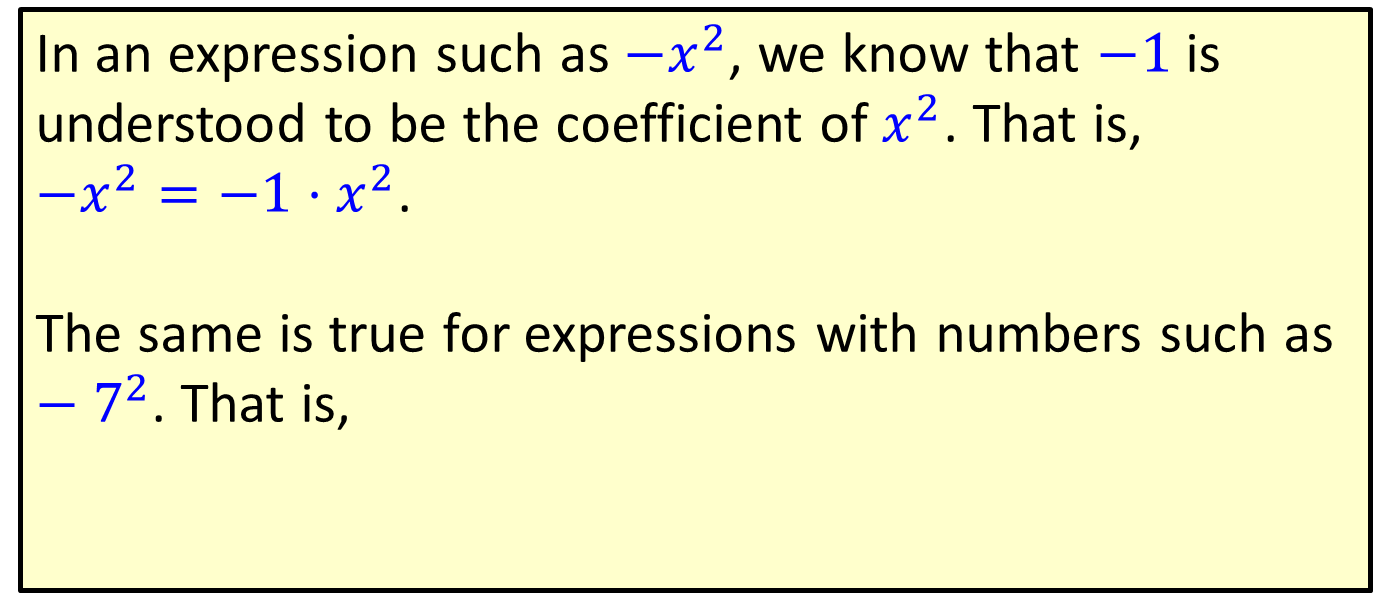 In an expression such as −x², we know that −1 is
understood to be the coefficient of x². That is,
−x² = −1 · x².
The same is true for expressions with numbers such as
− 7². That is,